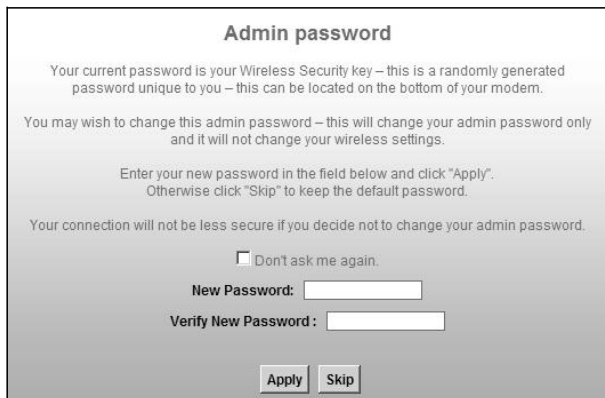 Admin password
Your current password is your Wireless Security key – this is a randomly generated
password unique to you – this can be located on the bottom of your modem.
You may wish to change this admin password – this will change your admin password only
and it will not change your wireless settings.
Enter your new password in the field below and click "Apply".
Otherwise click "Skip" to keep the default password.
Your connection will not be less secure if you decide not to change your admin password.
Don't ask me again.
New Password:
Verify New Password :
Apply Skip